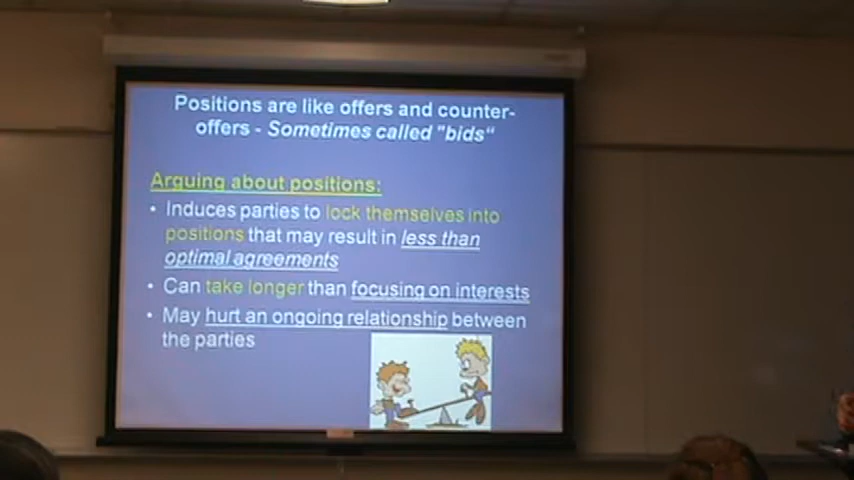 Positions are like offers and counter-
offers - Sometimes called "bids“
Arguing about positions:
• Induces parties to lock themselves into
positions that may result in less than
optimal agreements
• Can take longer than focusing on interests
• May hurt an ongoing relationship between
the parties